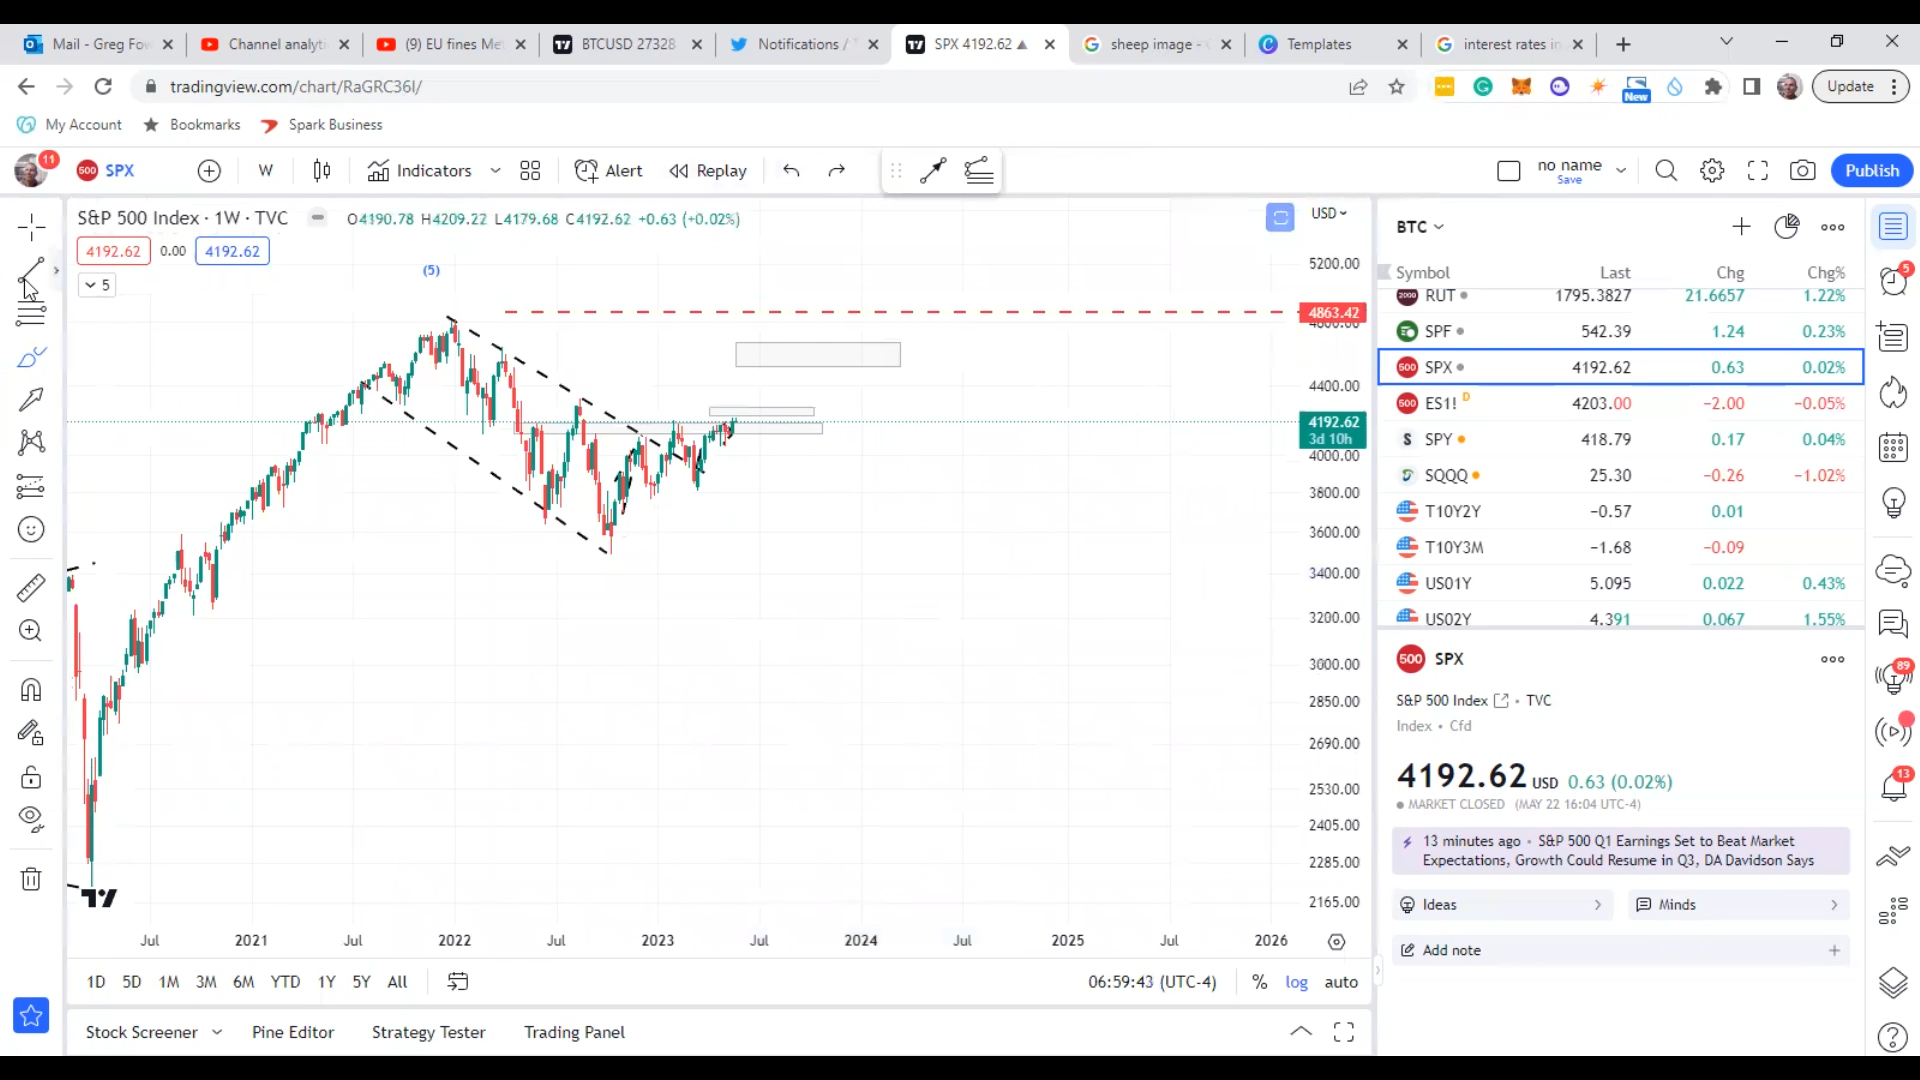 Mail - Greg Fow
Channel analyti
(9) EU fines Me
BTCUSD 27328
Notifications /
SPX 4192.62 ▲
sheep image -
Templates
interest rates in
tradingview.com/chart/RaGRC36I/
New
Update
My Account
Bookmarks
Spark Business
11
500 SPX
W
Indicators
Alert
Replay
no name
Save
Publish
S&P 500 Index · 1W · TVC
O4190.78 H4209.22 L4179.68 C4192.62 +0.63 (+0.02%)
USD
4192.62 0.00 4192.62
5
(5)
5200.00
4863.42
4800.00
4400.00
4192.62
3d 10h
4000.00
3800.00
3600.00
3400.00
3200.00
3000.00
2850.00
2690.00
2530.00
2405.00
2285.00
2165.00
Jul 2021 Jul 2022 Jul 2023 Jul 2024 Jul 2025 Jul 2026
1D 5D 1M 3M 6M YTD 1Y 5Y All
06:59:43 (UTC-4) % log auto
Stock Screener Pine Editor Strategy Tester Trading Panel
BTC
Symbol Last Chg Chg%
2000 RUT 1795.3827 21.6657 1.22%
SPF 542.39 1.24 0.23%
500 SPX 4192.62 0.63 0.02%
500 ES1! D 4203.00 −2.00 −0.05%
S SPY 418.79 0.17 0.04%
SQQQ 25.30 −0.26 −1.02%
T10Y2Y −0.57 0.01
T10Y3M −1.68 −0.09
US01Y 5.095 0.022 0.43%
US02Y 4.391 0.067 1.55%
500 SPX
S&P 500 Index • TVC
Index • Cfd
4192.62 USD 0.63 (0.02%)
MARKET CLOSED (MAY 22 16:04 UTC-4)
13 minutes ago • S&P 500 Q1 Earnings Set to Beat Market
Expectations, Growth Could Resume in Q3, DA Davidson Says
Ideas
Minds
Add note
5
89
13